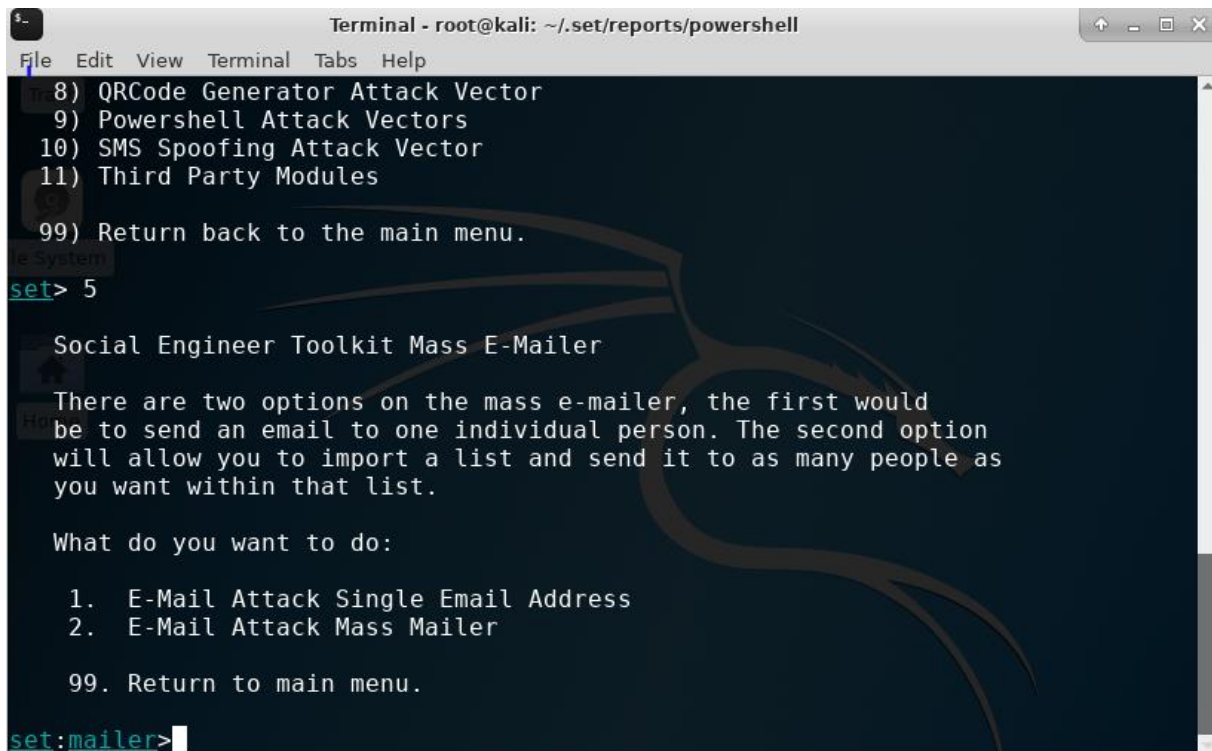 Terminal - root@kali: ~/.set/reports/powershell
File Edit View Terminal Tabs Help
8) QRCode Generator Attack Vector
9) Powershell Attack Vectors
10) SMS Spoofing Attack Vector
11) Third Party Modules
99) Return back to the main menu.
set> 5
Social Engineer Toolkit Mass E-Mailer
There are two options on the mass e-mailer, the first would
be to send an email to one individual person. The second option
will allow you to import a list and send it to as many people as
you want within that list.
What do you want to do:
1. E-Mail Attack Single Email Address
2. E-Mail Attack Mass Mailer
99. Return to main menu.
set:mailer>